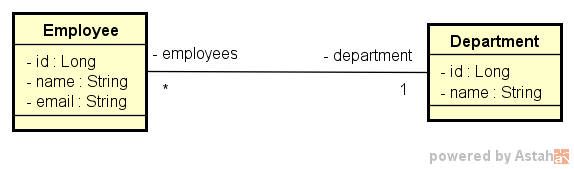 Employee
- id : Long
- name : String
- email : String
- employees
*
- department
1
Department
- id : Long
- name : String
powered by Astah